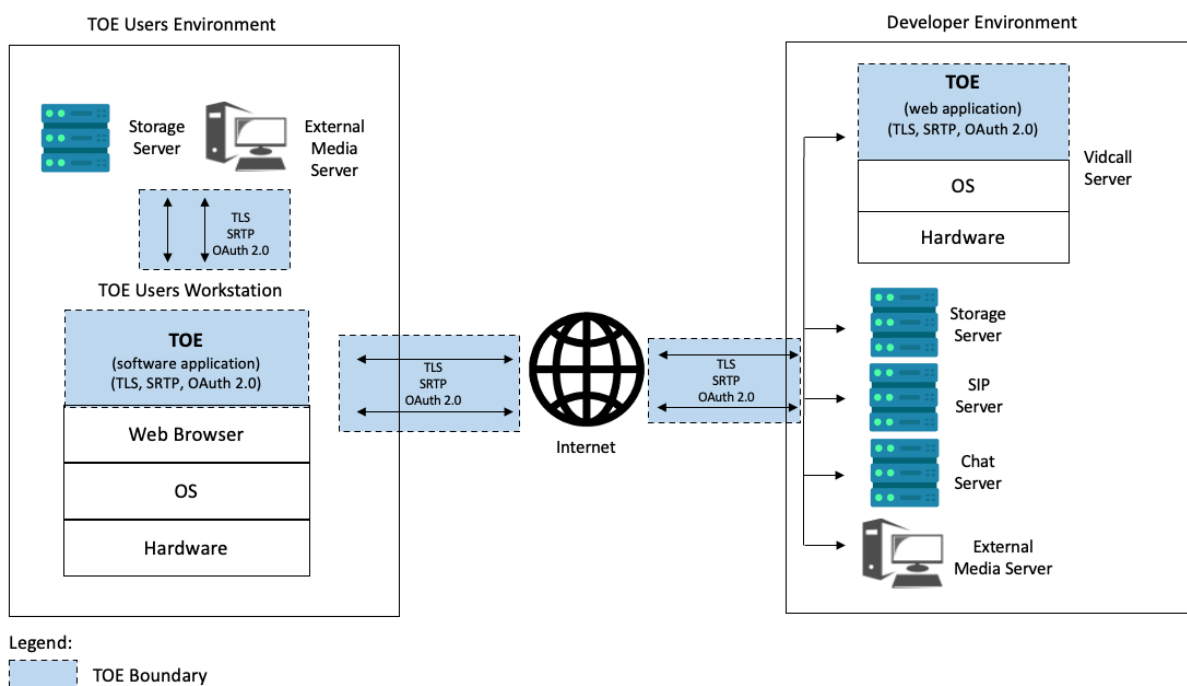 TOE Users Environment
Storage
Server
External
Media
Server
TLS
SRTP
OAuth 2.0
TOE Users Workstation
TOE
(software application)
(TLS, SRTP, OAuth 2.0)
Web Browser
OS
Hardware
TLS
SRTP
OAuth 2.0
Internet
TLS
SRTP
OAuth 2.0
Developer Environment
TOE
(web application)
(TLS, SRTP, OAuth 2.0)
OS
Hardware
Vidcall
Server
Storage
Server
SIP
Server
Chat
Server
External
Media Server
Legend:
TOE Boundary